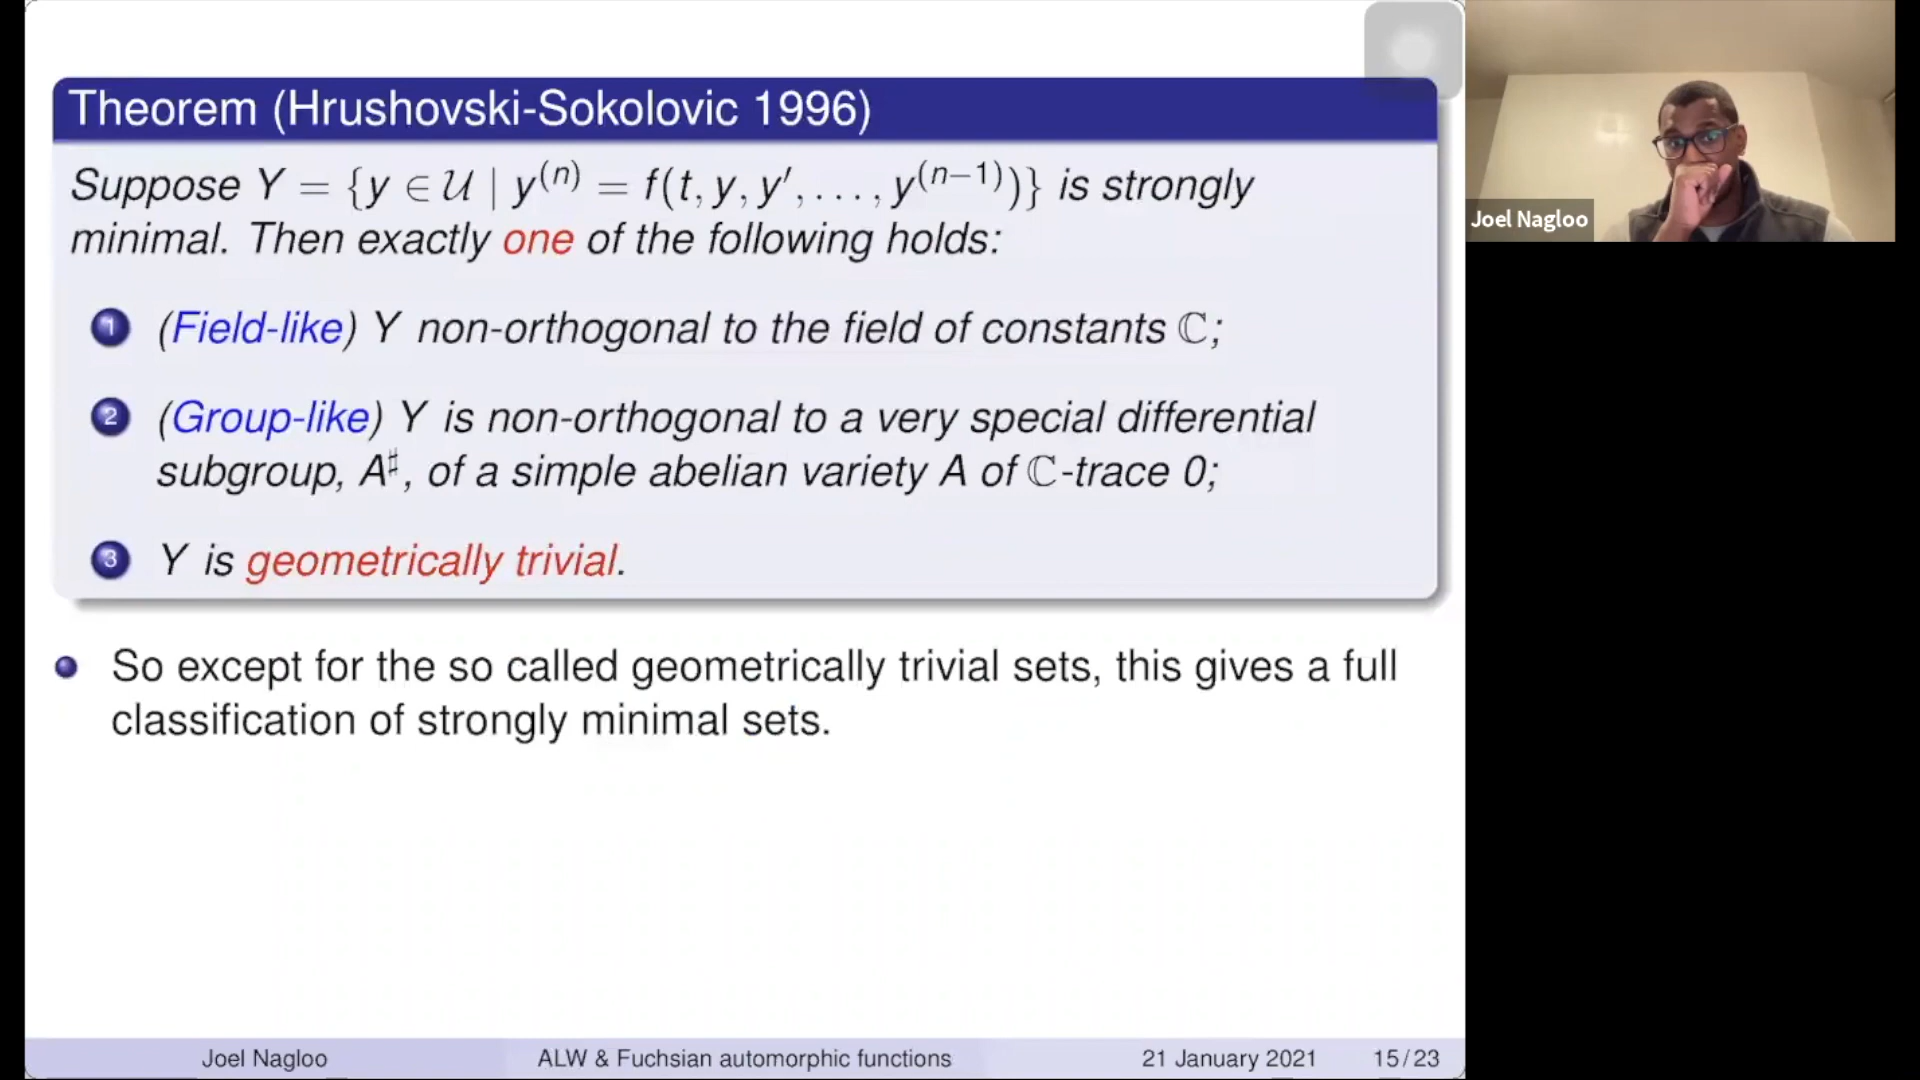 Theorem (Hrushovski-Sokolovic 1996)
Suppose Y = {y ∈ 𝒰 | y⁽ⁿ⁾ = f(t, y, y′, . . . , y⁽ⁿ⁻¹⁾)} is strongly
minimal. Then exactly one of the following holds:
1 (Field-like) Y non-orthogonal to the field of constants ℂ;
2 (Group-like) Y is non-orthogonal to a very special differential
subgroup, A♯, of a simple abelian variety A of ℂ-trace 0;
3 Y is geometrically trivial.
So except for the so called geometrically trivial sets, this gives a full
classification of strongly minimal sets.
Joel Nagloo ALW & Fuchsian automorphic functions 21 January 2021 15/23
Joel Nagloo